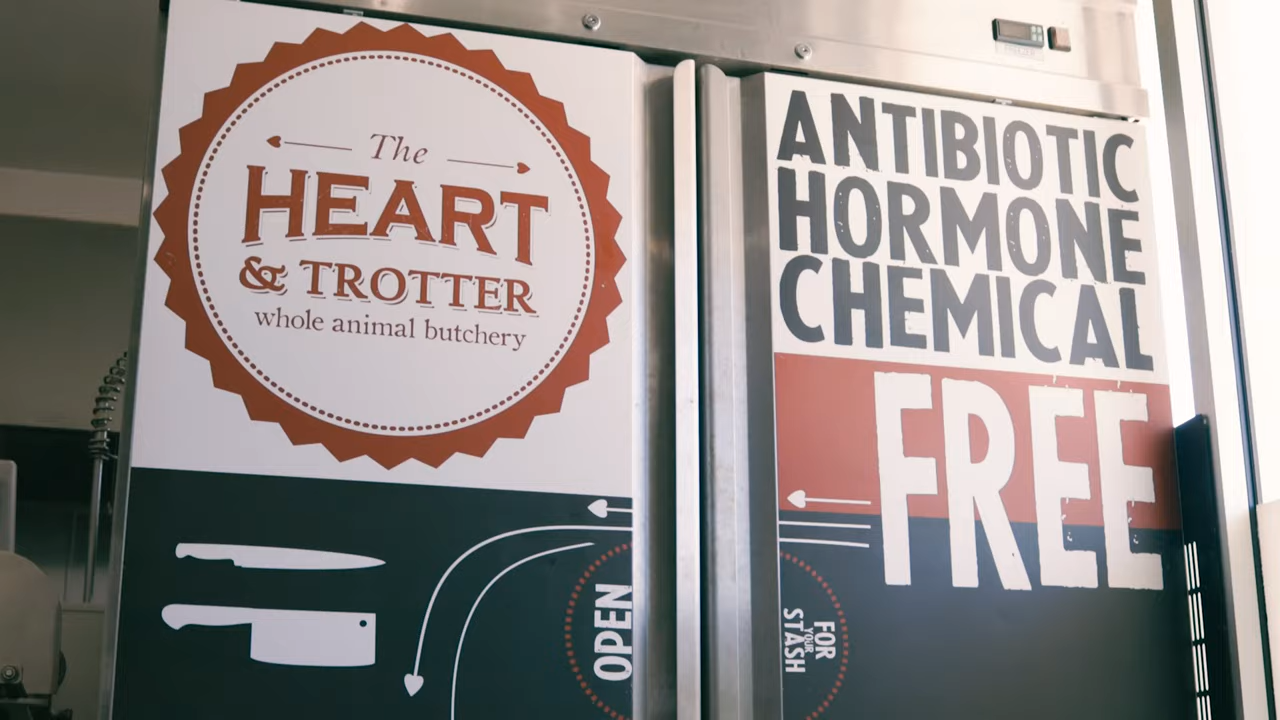 The
HEART
& TROTTER
whole animal butchery
ANTIBIOTIC
HORMONE
CHEMICAL
FREE
OPEN
FOR
YOUR
STASH